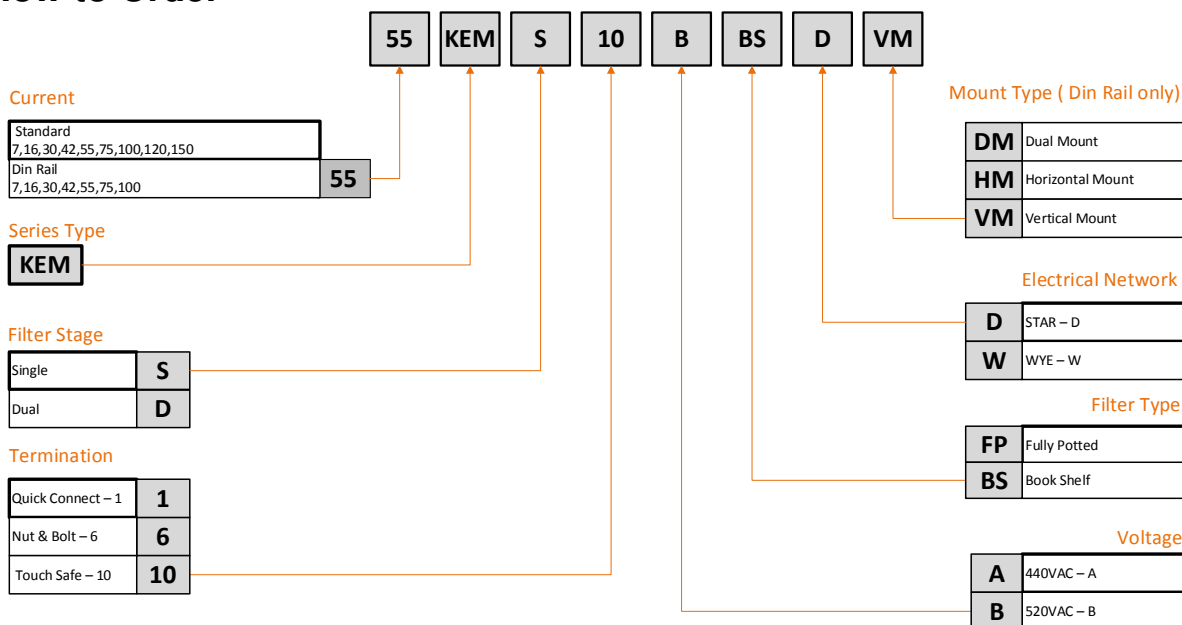 How to Order
55 KEM S 10 B BS D VM
Current
Standard
7,16,30,42,55,75,100,120,150
Din Rail
7,16,30,42,55,75,100
55
Series Type
KEM
Filter Stage
Single S
Dual D
Termination
Quick Connect – 1 1
Nut & Bolt – 6 6
Touch Safe – 10 10
Mount Type ( Din Rail only)
DM Dual Mount
HM Horizontal Mount
VM Vertical Mount
Electrical Network
D STAR – D
W WYE – W
Filter Type
FP Fully Potted
BS Book Shelf
Voltage
A 440VAC – A
B 520VAC – B